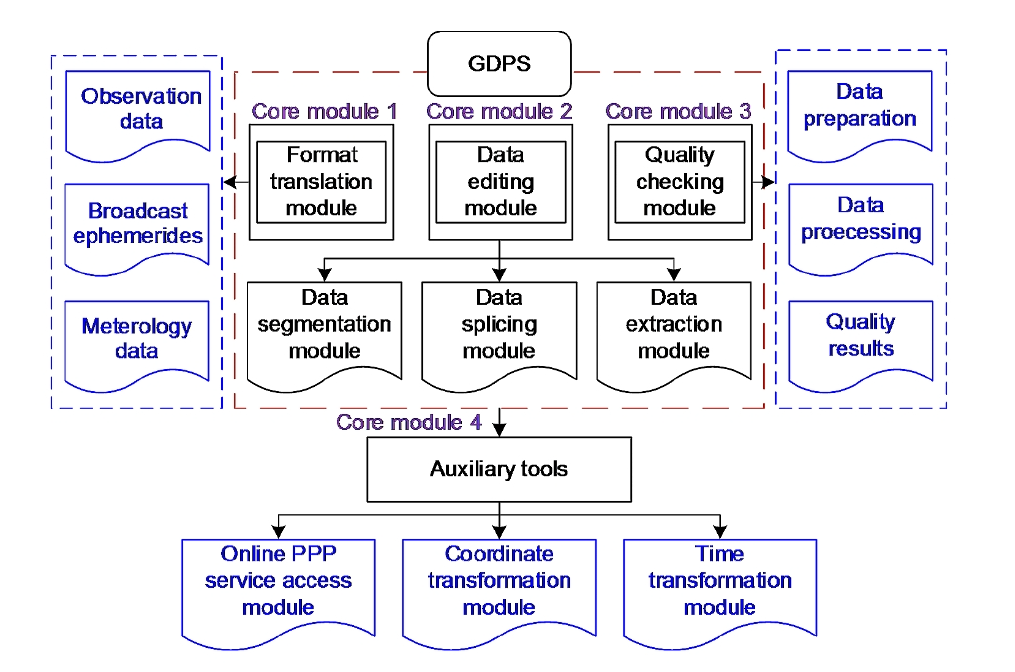 GDPS
Observation
data
Broadcast
ephemerides
Meterology
data
Core module 1
Format
translation
module
Core module 2
Data
editing
module
Core module 3
Quality
checking
module
Data
segmentation
module
Data
splicing
module
Data
extraction
module
Data
preparation
Data
proecessing
Quality
results
Core module 4
Auxiliary tools
Online PPP
service access
module
Coordinate
transformation
module
Time
transformation
module